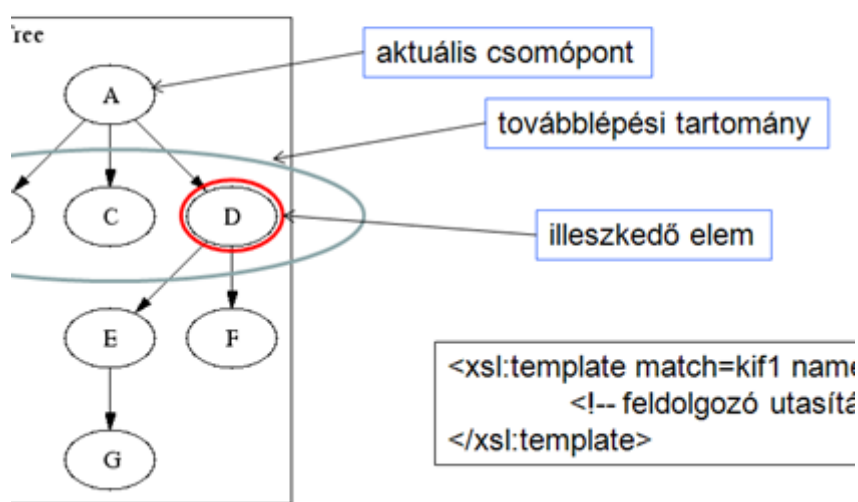 Tree
aktuális csomópont
A
továbblépési tartomány
C
D
illeszkedő elem
E
F
<xsl:template match=kif1 name
<!-- feldolgozó utasítá
</xsl:template>
G